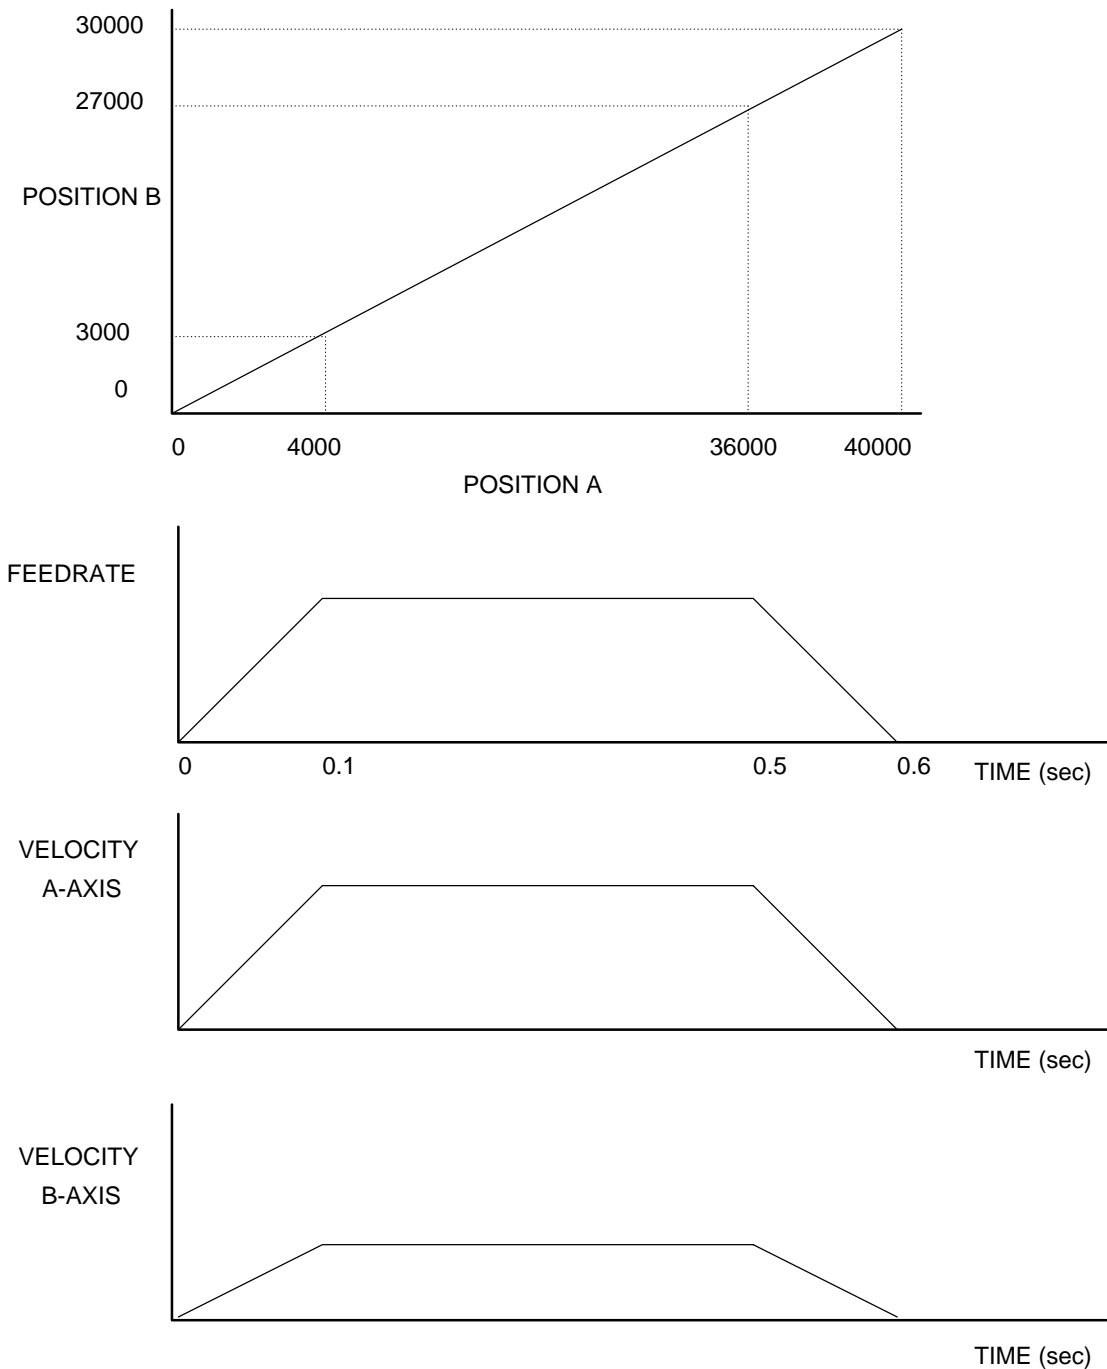 30000
27000
POSITION B
3000
0
0 4000 36000 40000
POSITION A
FEEDRATE
0 0.1 0.5 0.6 TIME (sec)
VELOCITY
A-AXIS
TIME (sec)
VELOCITY
B-AXIS
TIME (sec)